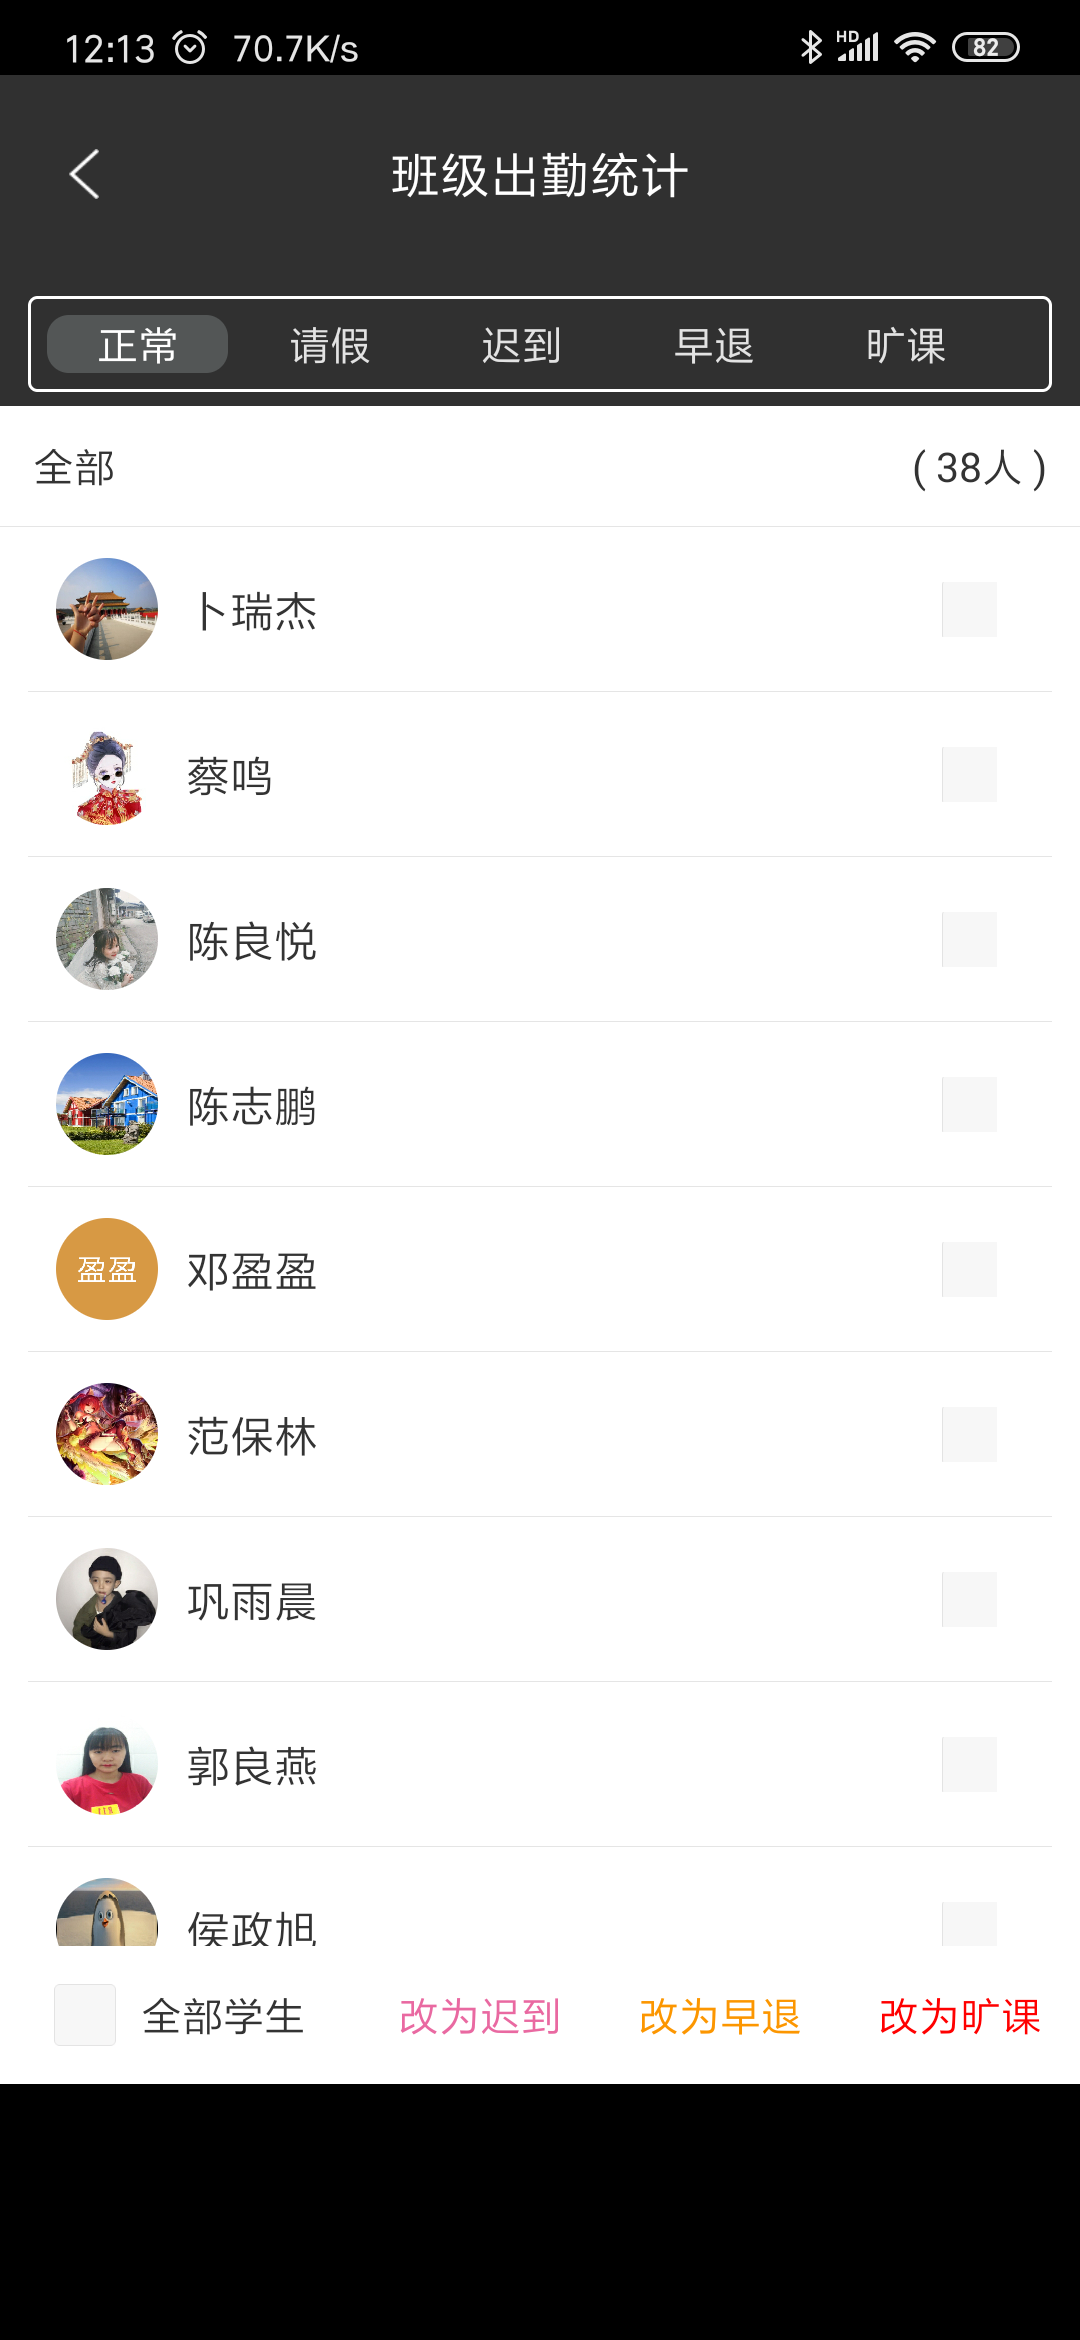 12:13 70.7K/s HD 82
班级出勤统计
正常 请假 迟到 早退 旷课
全部 ( 38人 )
卜瑞杰
蔡鸣
陈良悦
陈志鹏
盈盈 邓盈盈
范保林
巩雨晨
郭良燕
侯政旭
全部学生 改为迟到 改为早退 改为旷课